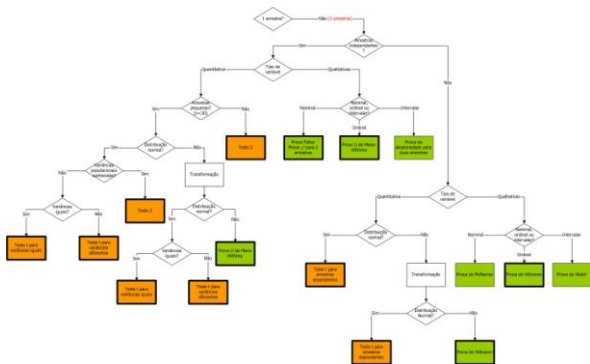 1 amostra?
Não (2 amostras)
Amostras
independentes
?
Sim
Não
Tipo de
variável
Quantitativa
Qualitativa
Amostras
pequenas?
(n<30)
Nominal,
ordinal ou
intervalar?
Sim
Não
Nominal
Intervalar
Ordinal
Distribuição
normal?
Teste Z
Prova Fisher
Prova χ² para 2
amostras
Prova U de Mann
Whitney
Prova de
aleatoriedade para
duas amostras
Sim
Não
Variâncias
populacionais
conhecidas?
Transformação
Não
Sim
Tipo de
variável
Quantitativa
Qualitativa
Variâncias
iguais?
Teste Z
Distribuição
normal?
Sim
Não
Sim
Não
Distribuição
normal?
Nominal,
ordinal ou
intervalar?
Teste t para
variâncias iguais
Teste t para
variâncias
diferentes
Variâncias
iguais?
Prova U de Mann
Whitney
Sim
Não
Nominal
Intervalar
Ordinal
Sim
Não
Teste t para
amostras
dependentes
Transformação
Prova de McNemar
Prova de Wilcoxon
Prova de Walsh
Teste t para
variâncias iguais
Teste t para
variâncias
diferentes
Distribuição
Normal?
Sim
Não
Teste t para
amostras
dependentes
Prova de Wilcoxon